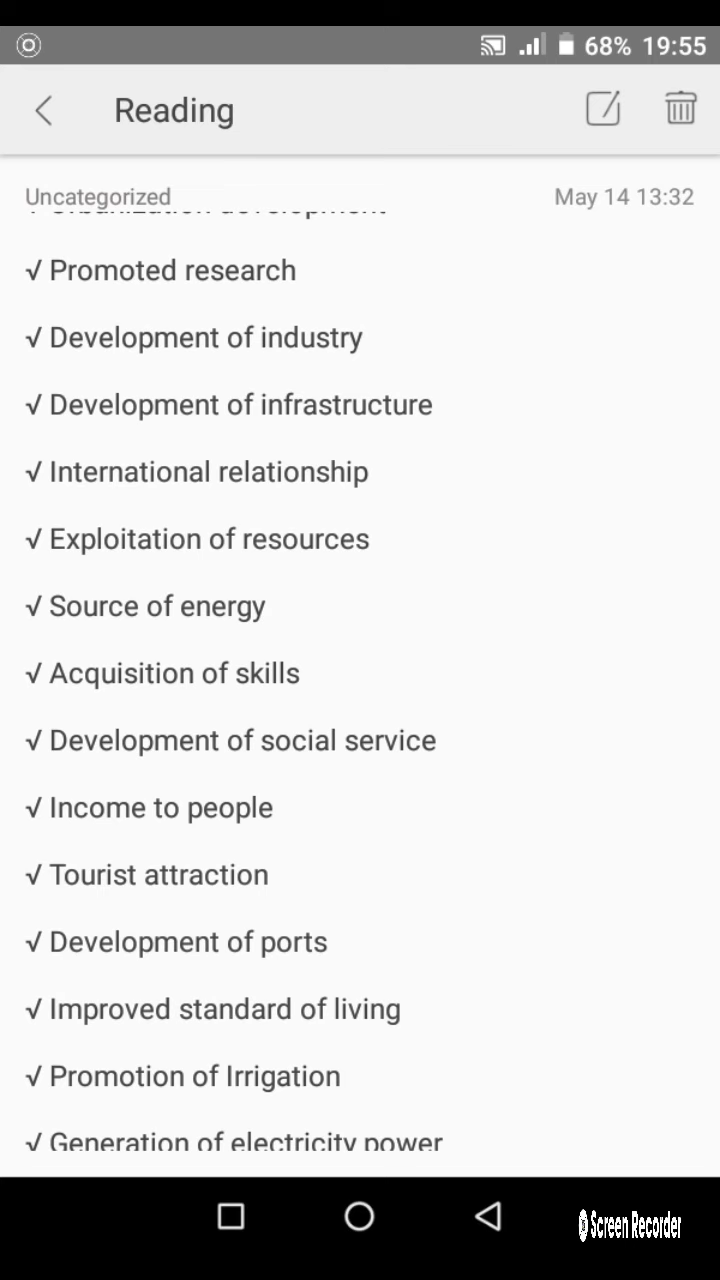 68% 19:55
Reading
Uncategorized May 14 13:32
√ Promoted research
√ Development of industry
√ Development of infrastructure
√ International relationship
√ Exploitation of resources
√ Source of energy
√ Acquisition of skills
√ Development of social service
√ Income to people
√ Tourist attraction
√ Development of ports
√ Improved standard of living
√ Promotion of Irrigation
√ Generation of electricity power
Screen Recorder